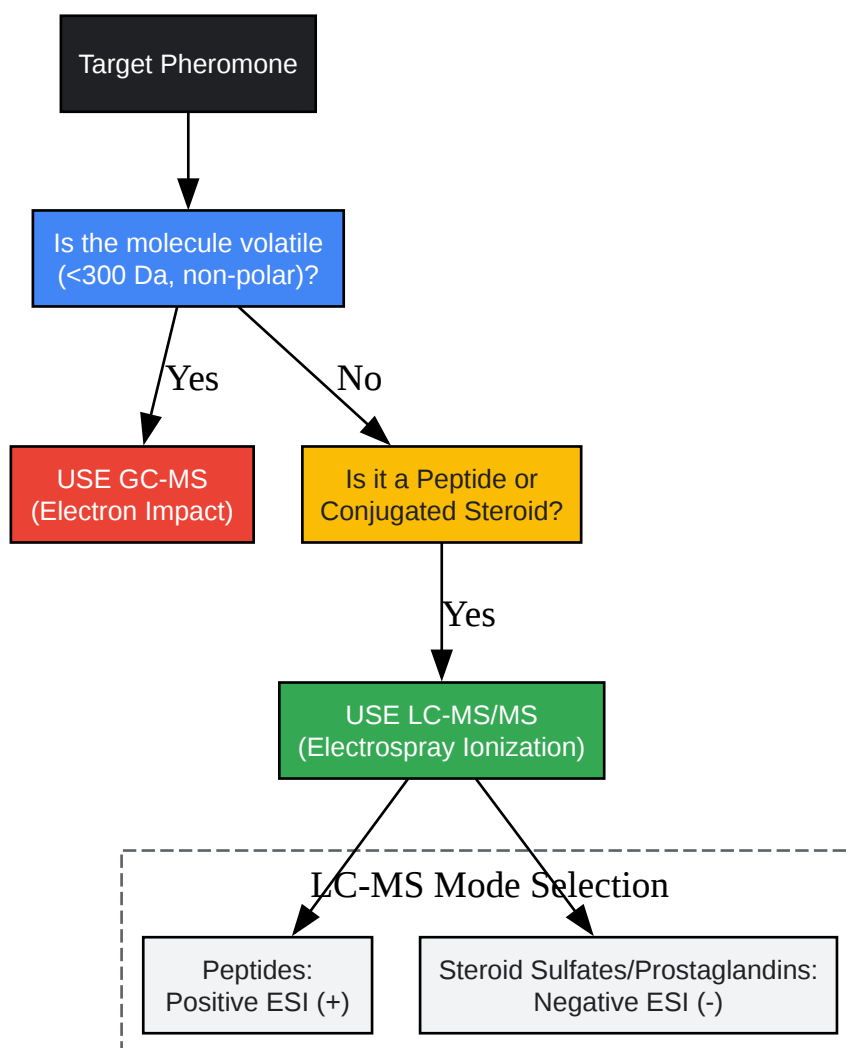 Target Pheromone
Is the molecule volatile
(<300 Da, non-polar)?
Yes
No
USE GC-MS
(Electron Impact)
Is it a Peptide or
Conjugated Steroid?
Yes
USE LC-MS/MS
(Electrospray Ionization)
LC-MS Mode Selection
Peptides:
Positive ESI (+)
Steroid Sulfates/Prostaglandins:
Negative ESI (-)